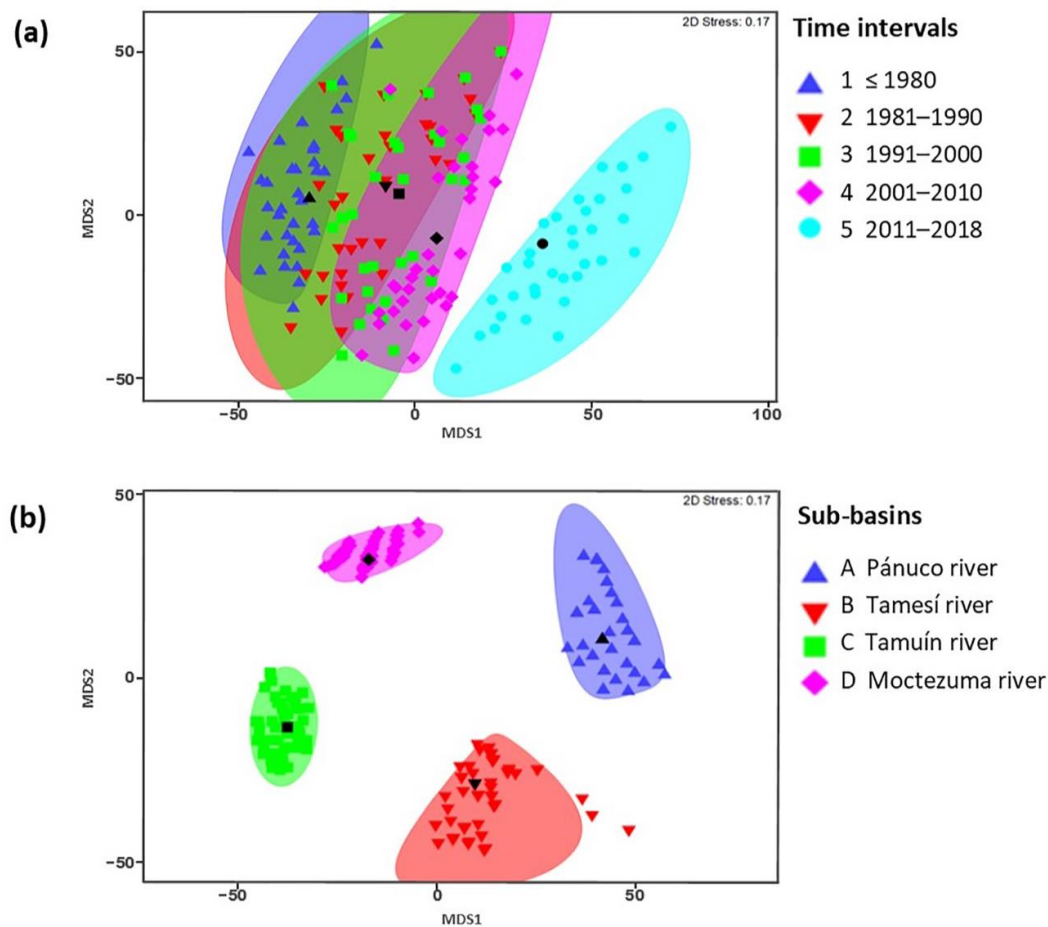 (a)
2D Stress: 0.17
50
0
−50
MDS2
−50
0
50
100
MDS1
Time intervals
1 ≤ 1980
2 1981–1990
3 1991–2000
4 2001–2010
5 2011–2018
(b)
2D Stress: 0.17
50
0
−50
MDS2
−50
0
50
MDS1
Sub-basins
A Pánuco river
B Tamesí river
C Tamuín river
D Moctezuma river